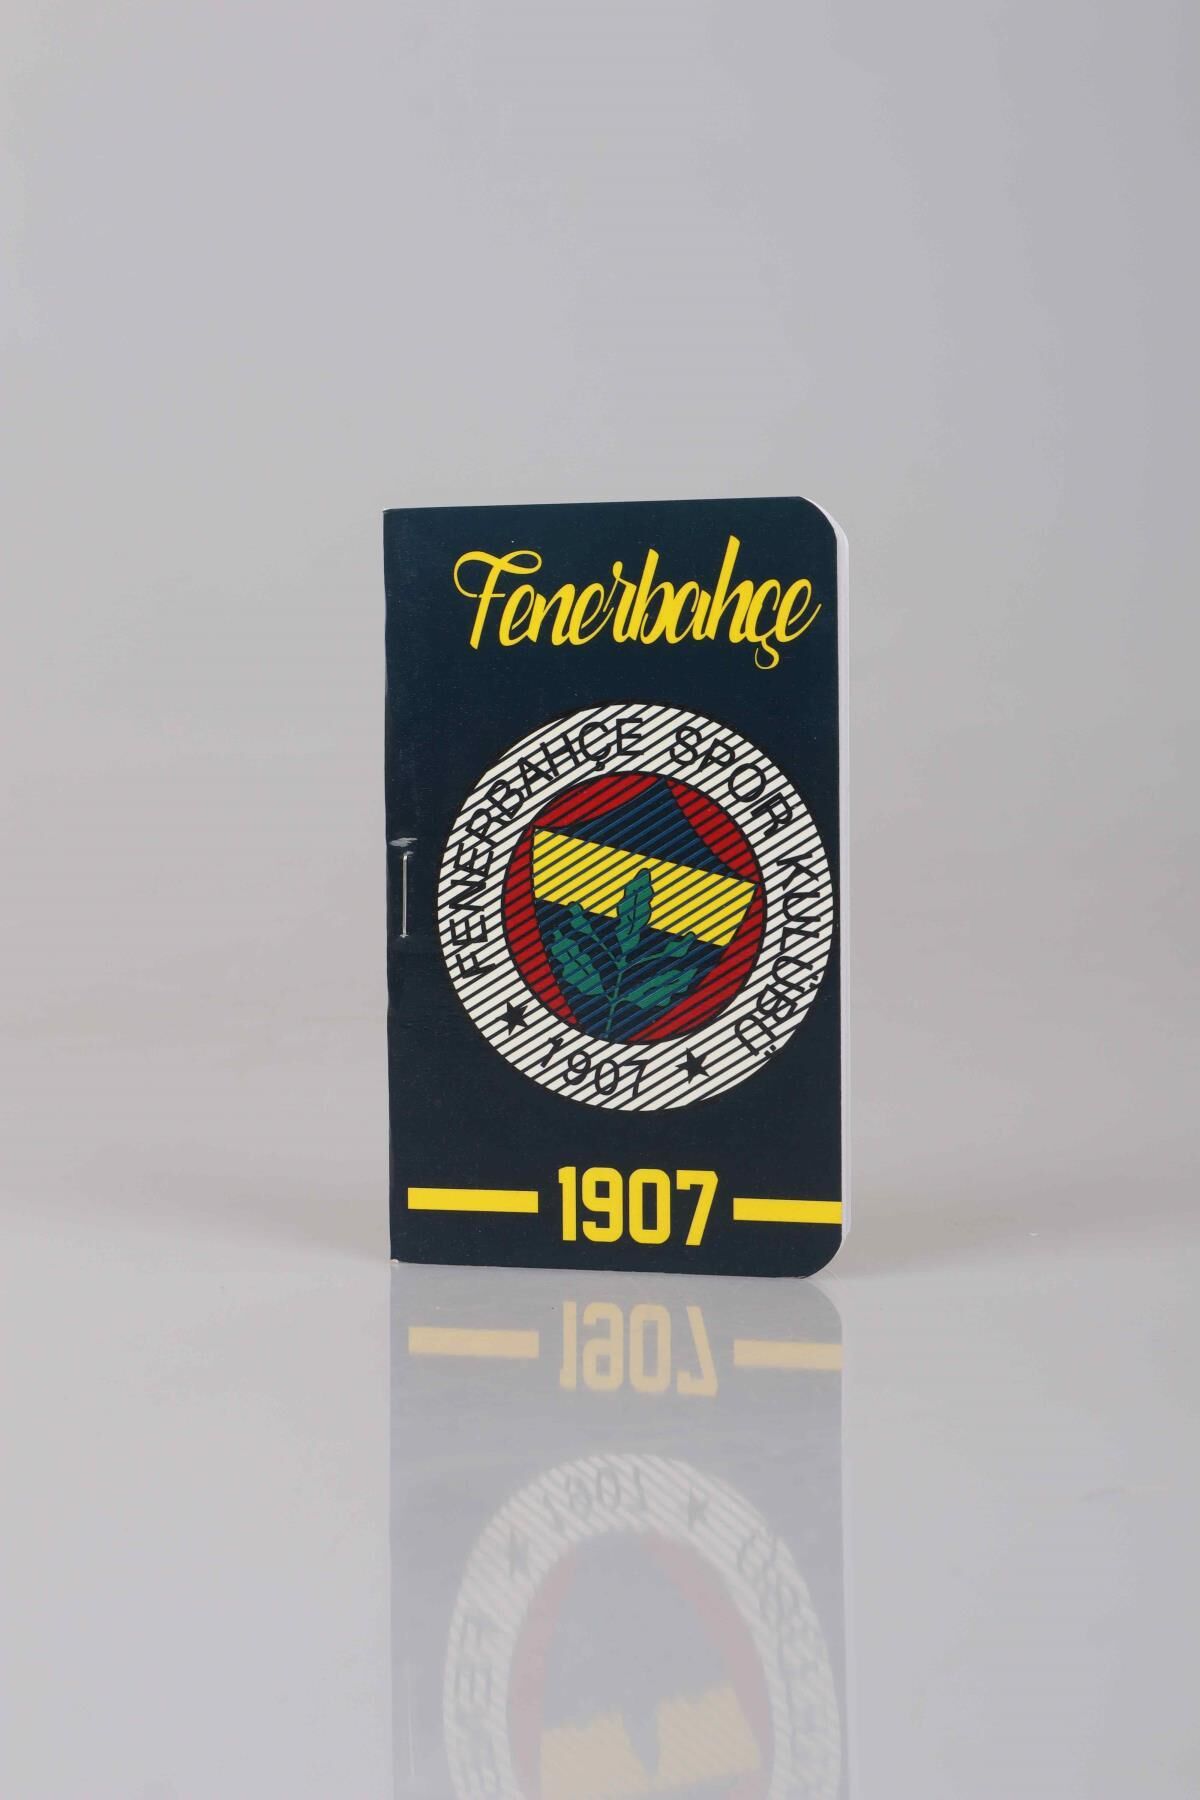 Fenerbahçe
FENERBAHÇE SPOR KULÜBÜ
★ 1907 ★
1907